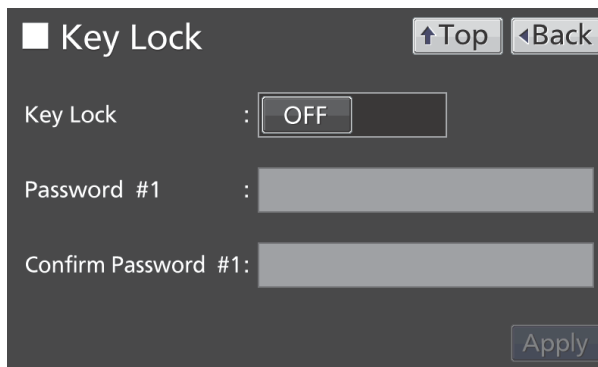 Key Lock
Top
Back
Key Lock : OFF
Password #1 :
Confirm Password #1:
Apply